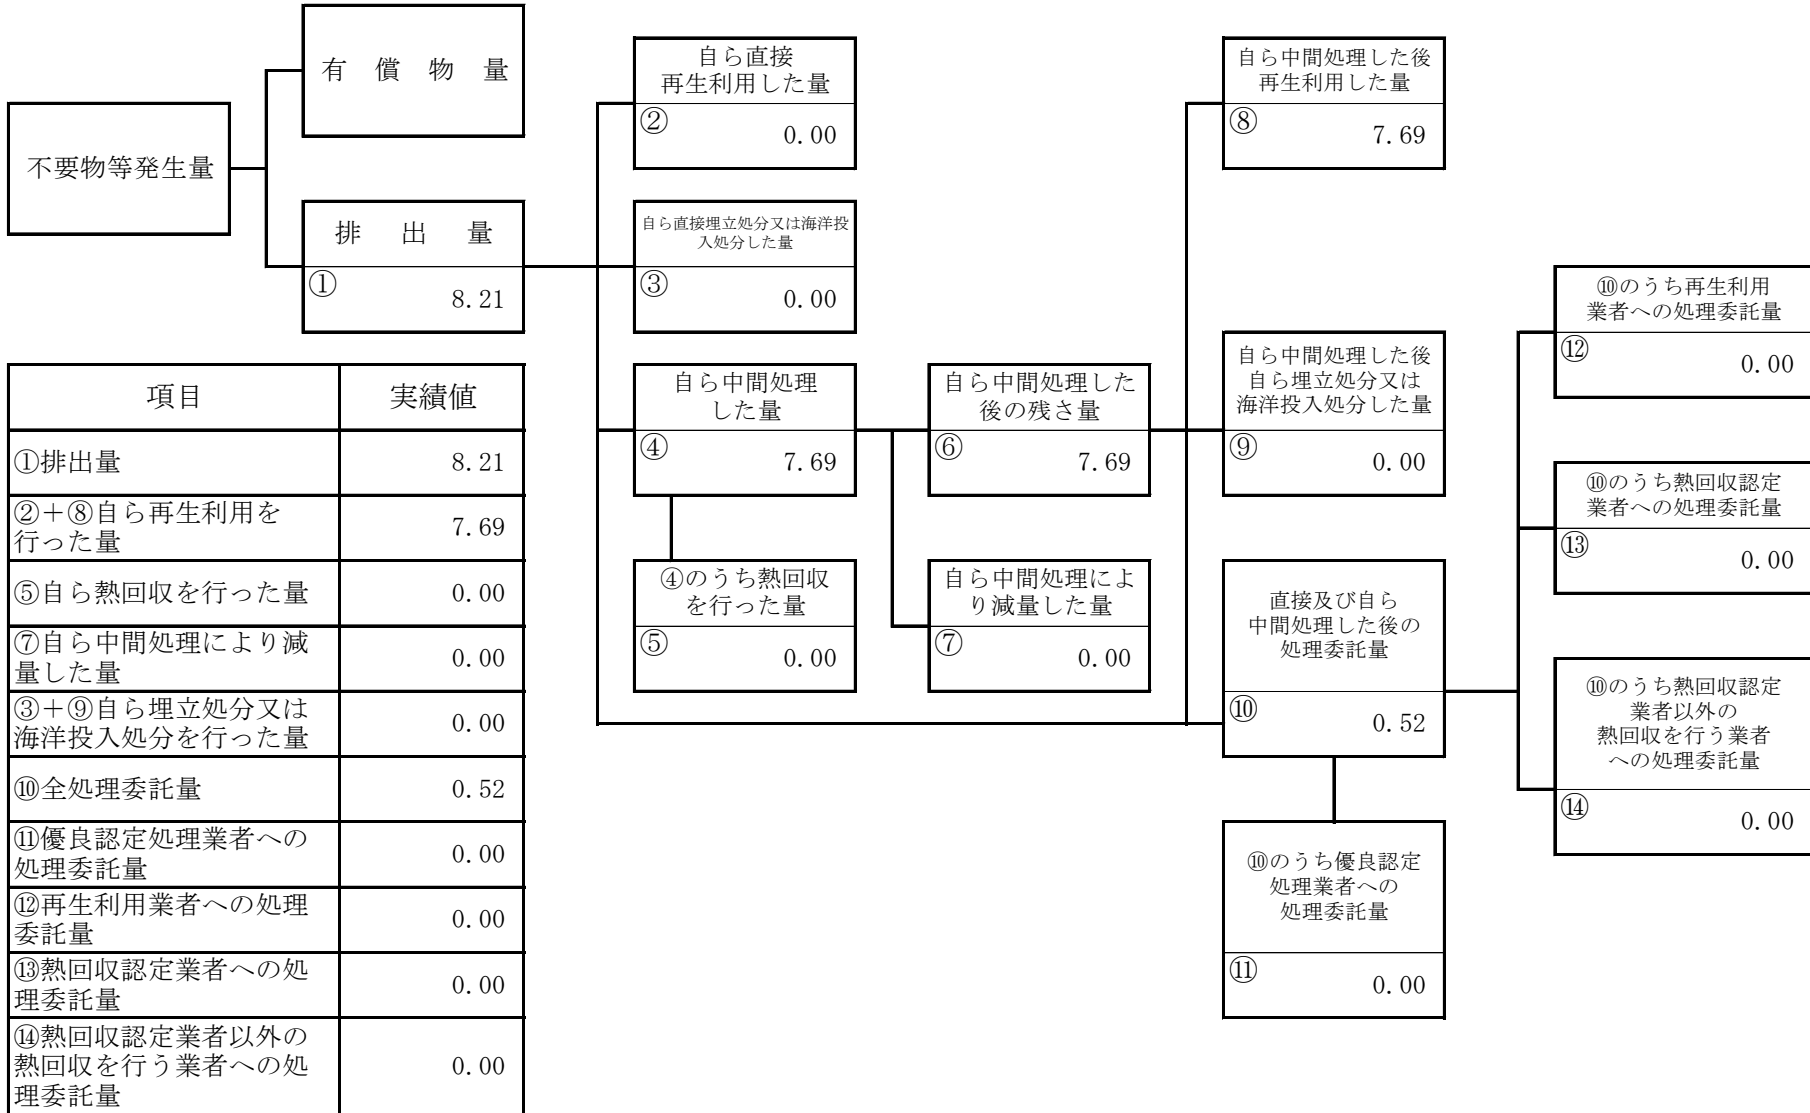 有償物量
不要物等発生量
排出量
① 8.21
自ら直接
再生利用した量
② 0.00
自ら直接埋立処分又は海洋投
入処分した量
③ 0.00
自ら中間処理
した量
④ 7.69
④のうち熱回収
を行った量
⑤ 0.00
自ら中間処理した
後の残さ量
⑥ 7.69
自ら中間処理によ
り減量した量
⑦ 0.00
自ら中間処理した後
再生利用した量
⑧ 7.69
自ら中間処理した後
自ら埋立処分又は
海洋投入処分した量
⑨ 0.00
直接及び自ら
中間処理した後の
処理委託量
⑩ 0.52
⑩のうち優良認定
処理業者への
処理委託量
⑪ 0.00
⑩のうち再生利用
業者への処理委託量
⑫ 0.00
⑩のうち熱回収認定
業者への処理委託量
⑬ 0.00
⑩のうち熱回収認定
業者以外の
熱回収を行う業者
への処理委託量
⑭ 0.00
項目 実績値
①排出量 8.21
②+⑧自ら再生利用を
行った量 7.69
⑤自ら熱回収を行った量 0.00
⑦自ら中間処理により減
量した量 0.00
③+⑨自ら埋立処分又は
海洋投入処分を行った量 0.00
⑩全処理委託量 0.52
⑪優良認定処理業者への
処理委託量 0.00
⑫再生利用業者への処理
委託量 0.00
⑬熱回収認定業者への処
理委託量 0.00
⑭熱回収認定業者以外の
熱回収を行う業者への処
理委託量 0.00